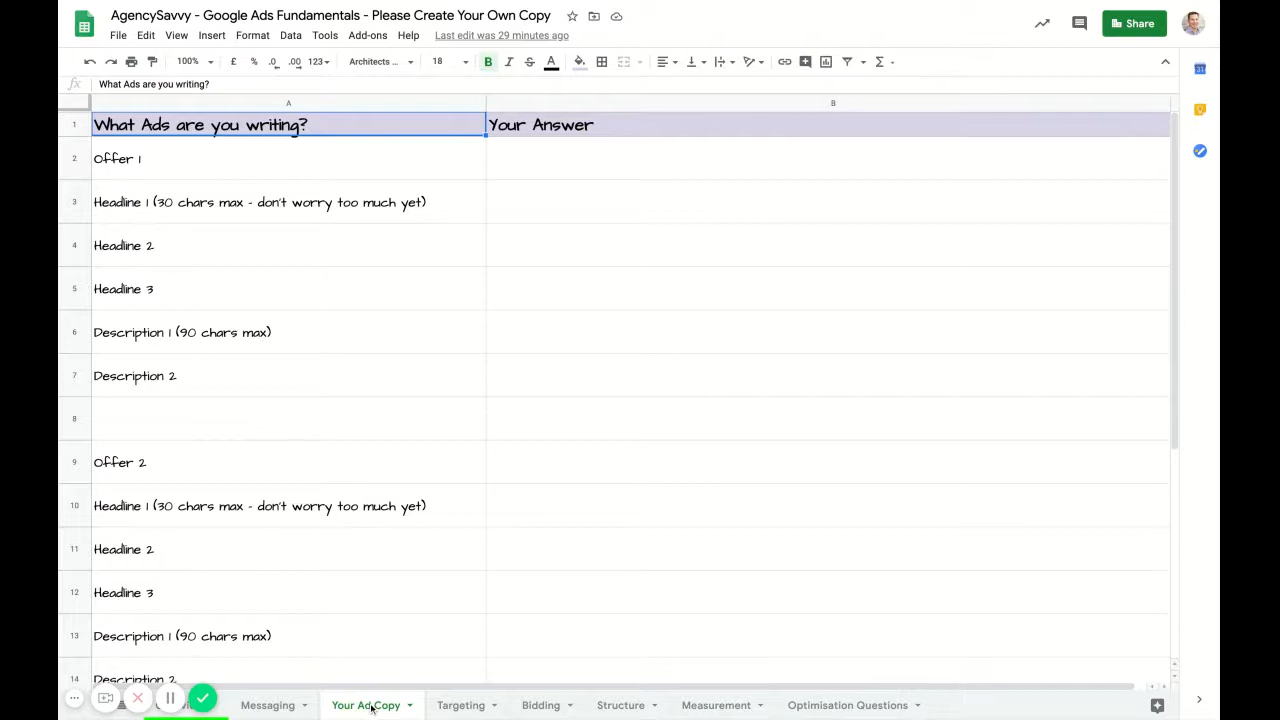 AgencySavvy - Google Ads Fundamentals - Please Create Your Own Copy
Share
File Edit View Insert Format Data Tools Add-ons Help Last edit was 29 minutes ago
100% £ % .0 .00 123 Architects ... 18 B I S A
fx What Ads are you writing?
A B
1 What Ads are you writing? Your Answer
2 Offer 1
3 Headline 1 (30 chars max - don't worry too much yet)
4 Headline 2
5 Headline 3
6 Description 1 (90 chars max)
7 Description 2
8
9 Offer 2
10 Headline 1 (30 chars max - don't worry too much yet)
11 Headline 2
12 Headline 3
13 Description 1 (90 chars max)
14 Description 2
Messaging Your Ad Copy Targeting Bidding Structure Measurement Optimisation Questions